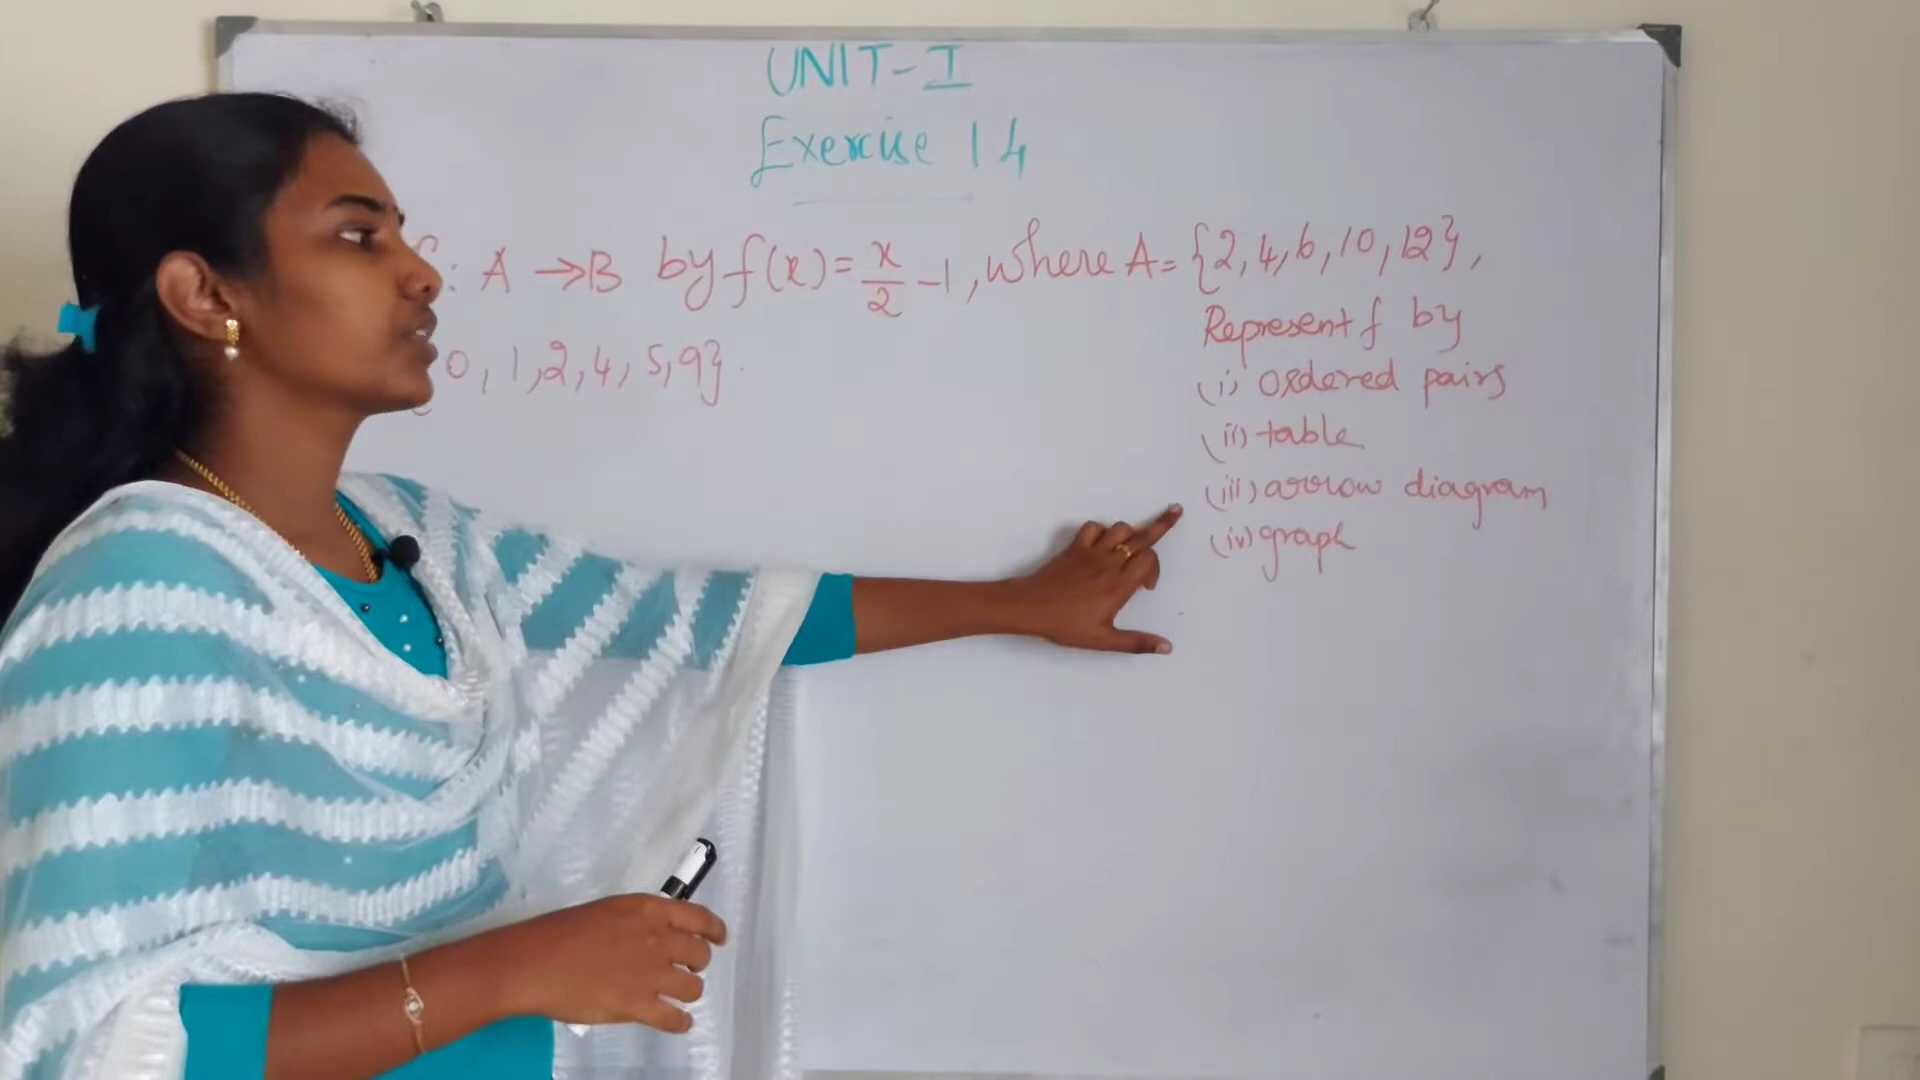 UNIT-I
Exercise 1.4
f: A → B by f(x) = x/2 - 1, where A = {2, 4, 6, 10, 12},
{0, 1, 2, 4, 5, 9}.
Represent f by
(i) ordered pairs
(ii) table
(iii) arrow diagram
(iv) graph